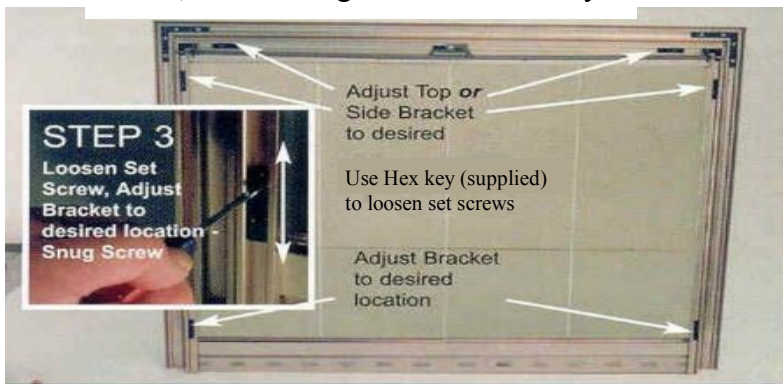 STEP 3
Loosen Set
Screw, Adjust
Bracket to
desired location -
Snug Screw
Adjust Top or
Side Bracket
to desired
Use Hex key (supplied)
to loosen set screws
Adjust Bracket
to desired
location